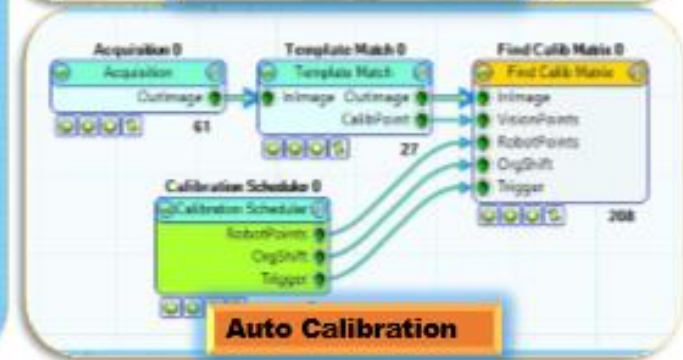 Acquisition 0
Acquisition
OutImage
61
Template Match 0
Template Match
InImage OutImage
CalibPoint
27
Find Calib Matrix 0
Find Calib Matrix
InImage
VisionPoints
RobotPoints
OrgShift
Trigger
208
Calibration Scheduler 0
Calibration Scheduler
RobotPoints
OrgShift
Trigger
Auto Calibration